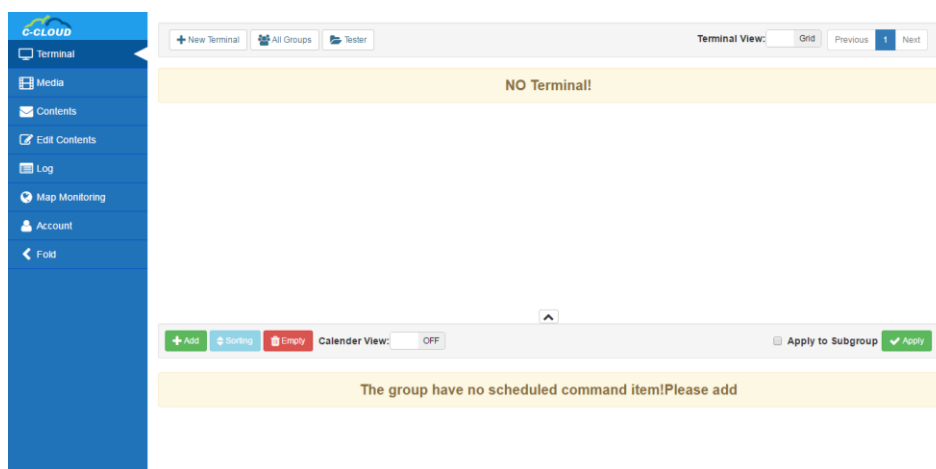 C-CLOUD
Terminal
Media
Contents
Edit Contents
Log
Map Monitoring
Account
Fold
New Terminal All Groups Tester Terminal View: Grid Previous 1 Next
NO Terminal!
Add Sorting Empty Calender View: OFF Apply to Subgroup Apply
The group have no scheduled command item!Please add